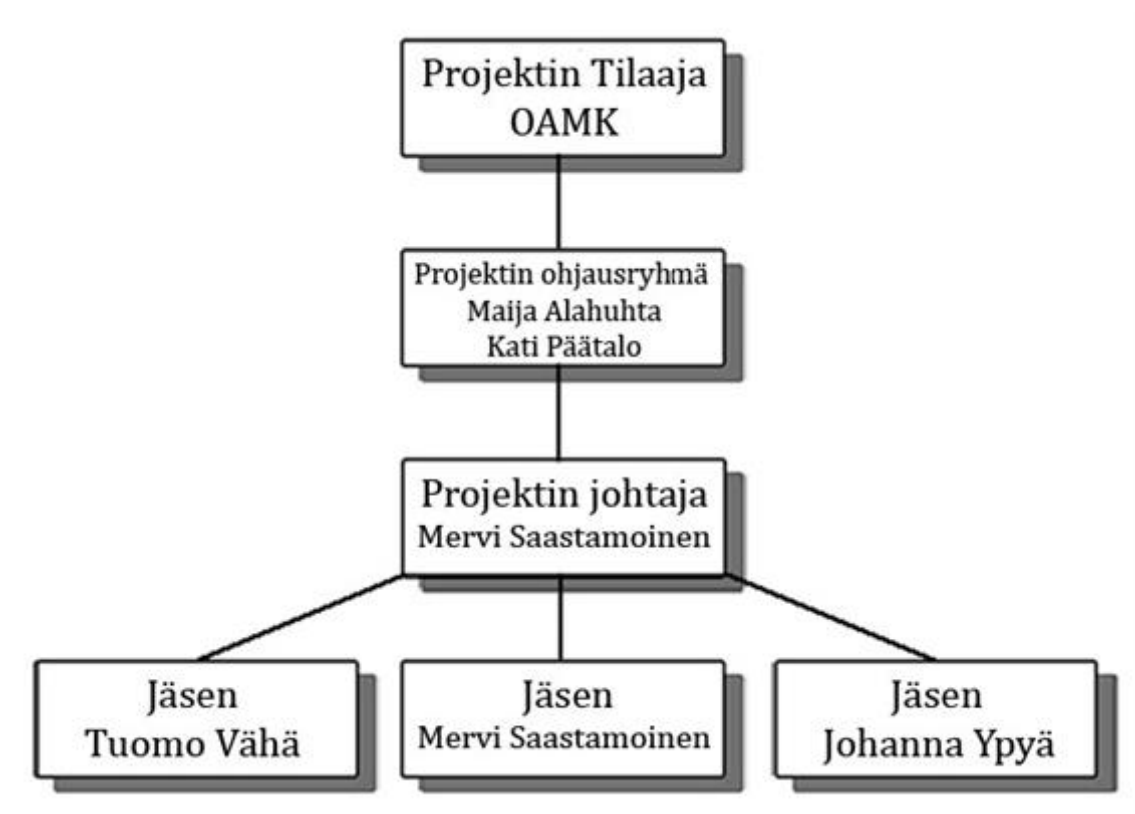 Projektin Tilaaja
OAMK
Projektin ohjausryhmä
Maija Alahuhta
Kati Päätalo
Projektin johtaja
Mervi Saastamoinen
Jäsen
Tuomo Vähä
Jäsen
Mervi Saastamoinen
Jäsen
Johanna Ypyä